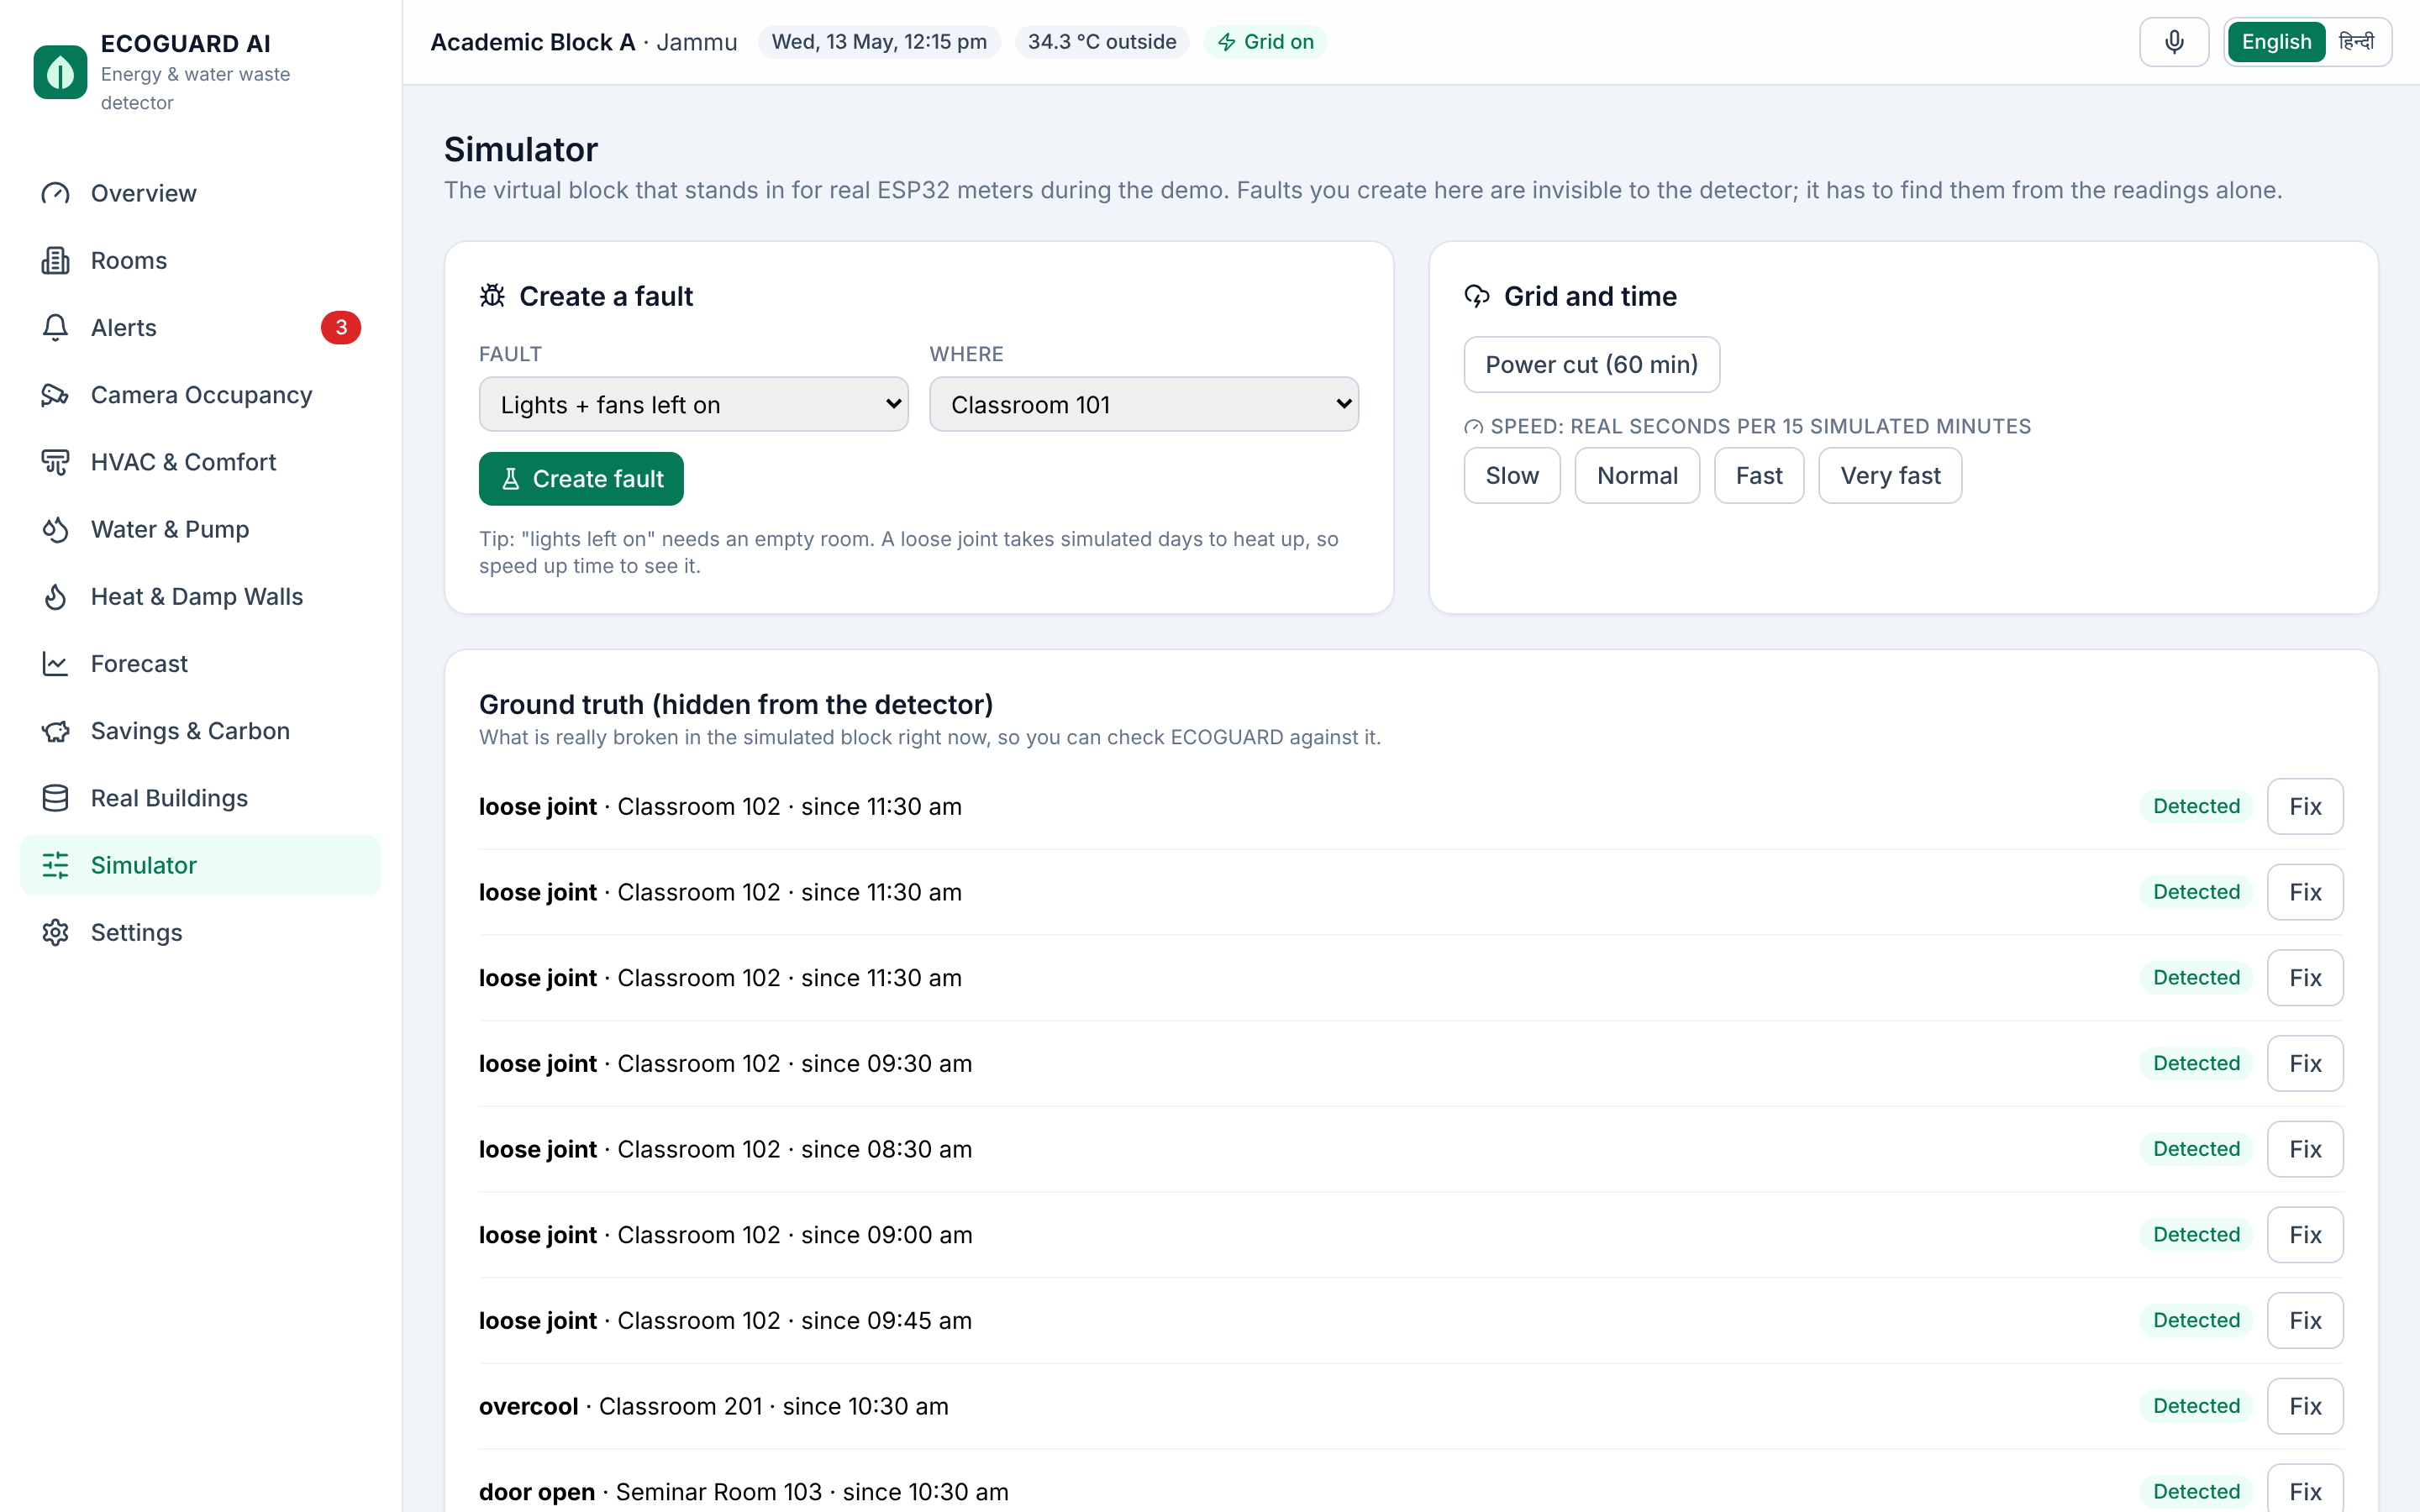 ECOGUARD AI
Energy & water waste
detector
Overview
Rooms
Alerts
3
Camera Occupancy
HVAC & Comfort
Water & Pump
Heat & Damp Walls
Forecast
Savings & Carbon
Real Buildings
Simulator
Settings
Academic Block A · Jammu
Wed, 13 May, 12:15 pm
34.3 °C outside
Grid on
English
हिन्दी
Simulator
The virtual block that stands in for real ESP32 meters during the demo. Faults you create here are invisible to the detector; it has to find them from the readings alone.
Create a fault
FAULT
WHERE
Lights + fans left on
Classroom 101
Create fault
Tip: "lights left on" needs an empty room. A loose joint takes simulated days to heat up, so
speed up time to see it.
Grid and time
Power cut (60 min)
SPEED: REAL SECONDS PER 15 SIMULATED MINUTES
Slow
Normal
Fast
Very fast
Ground truth (hidden from the detector)
What is really broken in the simulated block right now, so you can check ECOGUARD against it.
loose joint · Classroom 102 · since 11:30 am Detected Fix
loose joint · Classroom 102 · since 11:30 am Detected Fix
loose joint · Classroom 102 · since 11:30 am Detected Fix
loose joint · Classroom 102 · since 09:30 am Detected Fix
loose joint · Classroom 102 · since 08:30 am Detected Fix
loose joint · Classroom 102 · since 09:00 am Detected Fix
loose joint · Classroom 102 · since 09:45 am Detected Fix
overcool · Classroom 201 · since 10:30 am Detected Fix
door open · Seminar Room 103 · since 10:30 am Detected Fix